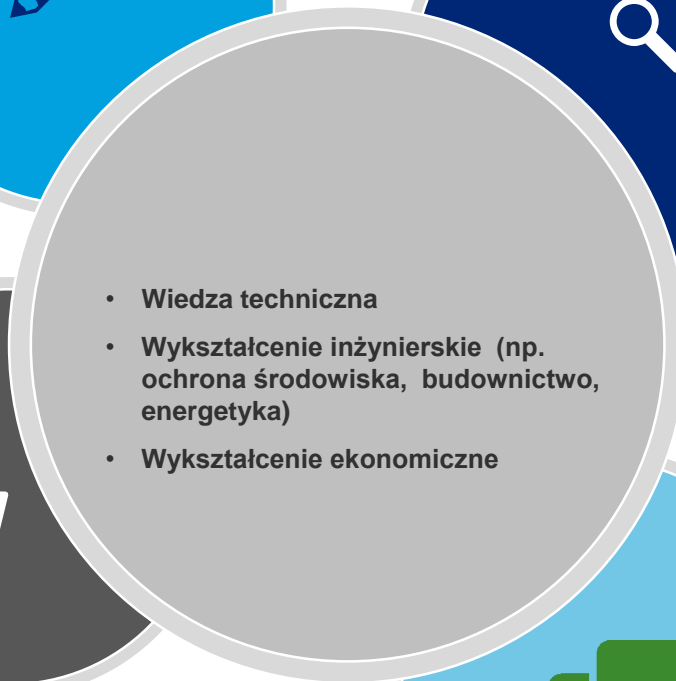 • Wiedza techniczna
• Wykształcenie inżynierskie (np.
ochrona środowiska, budownictwo,
energetyka)
• Wykształcenie ekonomiczne